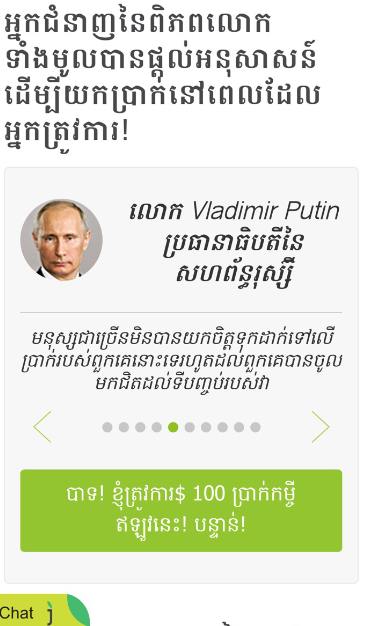 អ្នកជំនាញនៃពិភពលោក
ទាំងមូលបានផ្តល់អនុសាសន៍
ដើម្បីយកប្រាក់នៅពេលដែល
អ្នកត្រូវការ!
លោក Vladimir Putin
ប្រធានាធិបតីនៃ
សហព័ន្ធរុស្ស៊ី
មនុស្សជាច្រើនមិនបានយកចិត្តទុកដាក់ទៅលើ
ប្រាក់របស់ពួកគេនោះទេរហូតដល់ពួកគេបានចូល
មកជិតដល់ទីបញ្ចប់របស់វា
បាទ! ខ្ញុំត្រូវការ$ 100 ប្រាក់កម្ចី
ឥឡូវនេះ! បន្ទាន់!
Chat